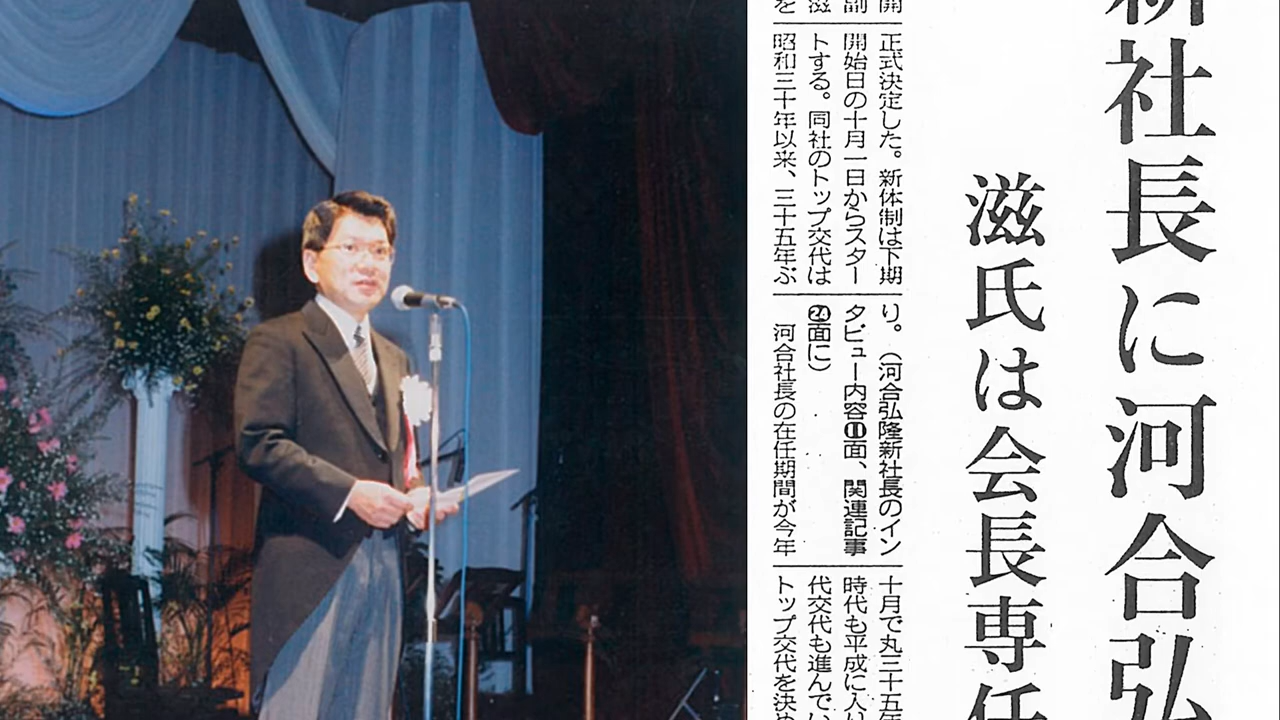 新社長に河合弘
滋氏は会長専任
開
副
滋
を
正式決定した。新体制は下期
開始日の十月一日からスター
トする。同社のトップ交代は
昭和三十年以来、三十五年ぶ
り。（河合弘隆新社長のイン
タビュー内容⓫面、関連記事
㉔面に）
河合社長の在任期間が今年
十月で丸三十五年
時代も平成に入り
代交代も進んでい
トップ交代を決め